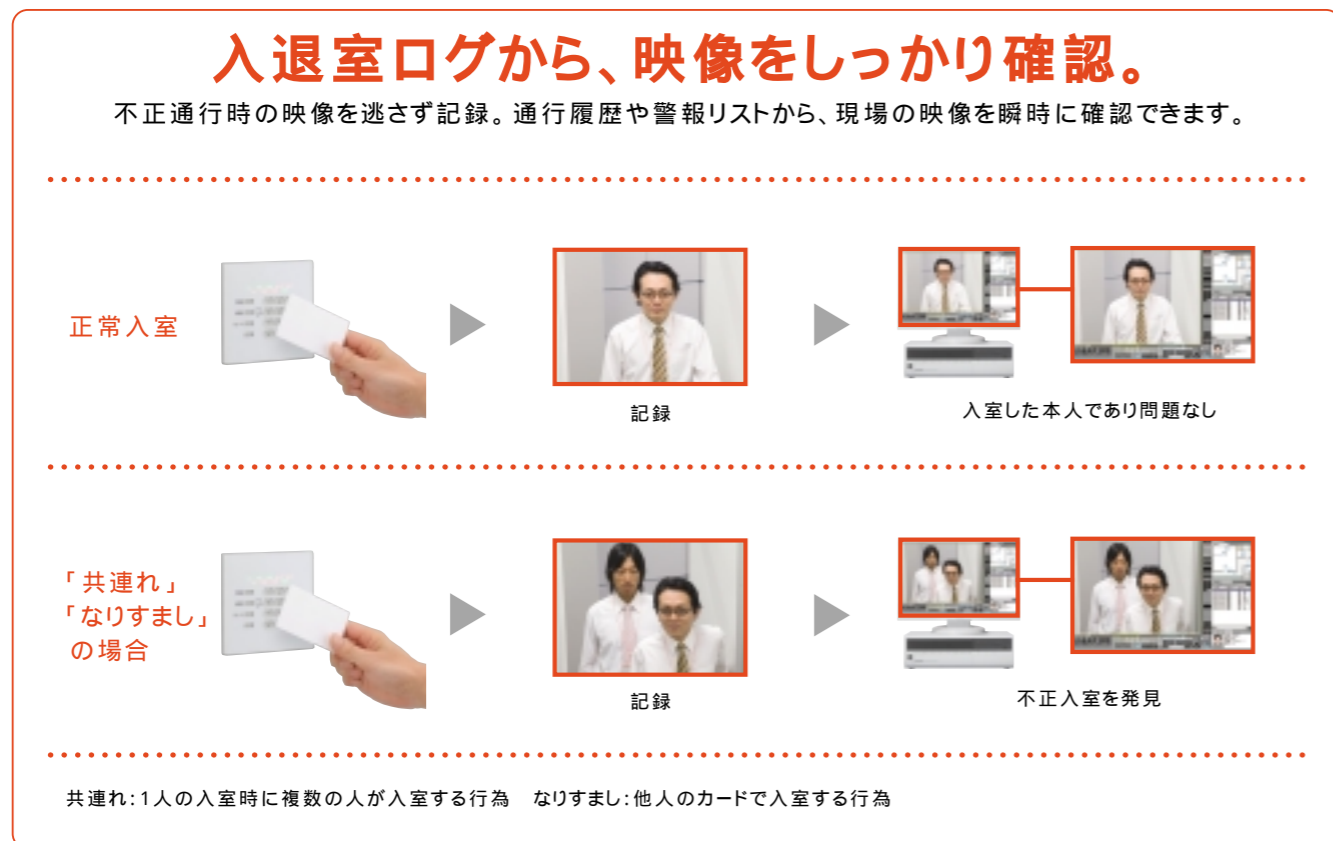 入退室ログから、映像をしっかり確認。
不正通行時の映像を逃さず記録。通行履歴や警報リストから、現場の映像を瞬時に確認できます。
正常入室
記録
入室した本人であり問題なし
「共連れ」
「なりすまし」
の場合
記録
不正入室を発見
共連れ:1人の入室時に複数の人が入室する行為　なりすまし:他人のカードで入室する行為